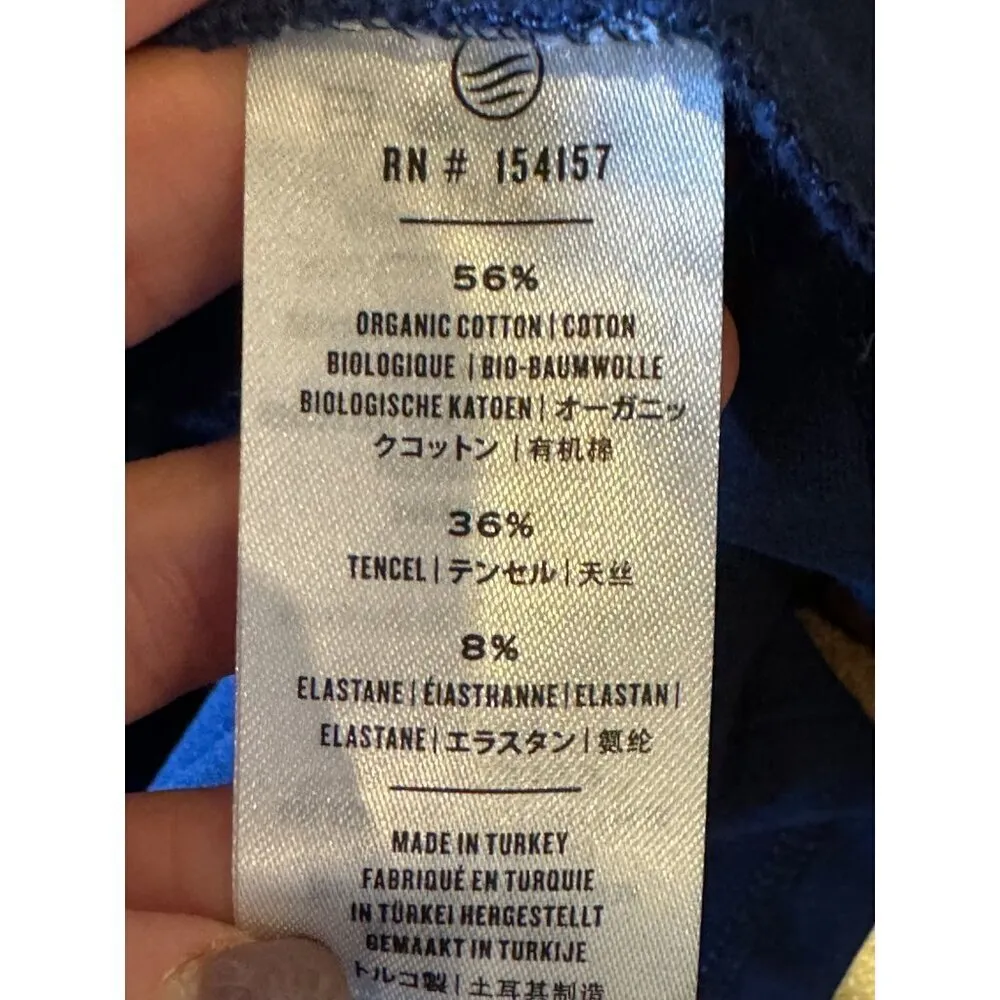 RN # 154157
56%
ORGANIC COTTON | COTON
BIOLOGIQUE | BIO-BAUMWOLLE
BIOLOGISCHE KATOEN | オーガニッ
クコットン | 有机棉
36%
TENCEL | テンセル | 天丝
8%
ELASTANE | ÉIASTHANNE | ELASTAN |
ELASTANE | エラスタン | 氨纶
MADE IN TURKEY
FABRIQUÉ EN TURQUIE
IN TÜRKEI HERGESTELLT
GEMAAKT IN TURKIJE
トルコ製 | 土耳其制造